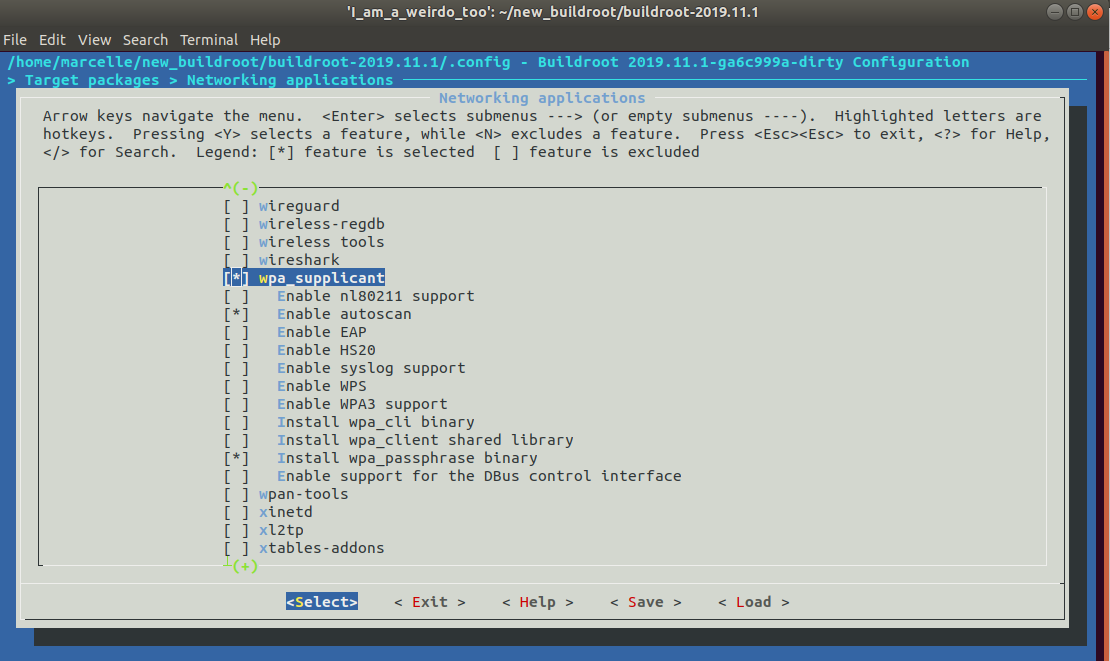 'I_am_a_weirdo_too': ~/new_buildroot/buildroot-2019.11.1
File Edit View Search Terminal Help
/home/marcelle/new_buildroot/buildroot-2019.11.1/.config - Buildroot 2019.11.1-ga6c999a-dirty Configuration
> Target packages > Networking applications
Networking applications
Arrow keys navigate the menu. <Enter> selects submenus ---> (or empty submenus ----). Highlighted letters are
hotkeys. Pressing <Y> selects a feature, while <N> excludes a feature. Press <Esc><Esc> to exit, <?> for Help,
</> for Search. Legend: [*] feature is selected [ ] feature is excluded
^(-)
[ ] wireguard
[ ] wireless-regdb
[ ] wireless tools
[ ] wireshark
[*] wpa_supplicant
[ ] Enable nl80211 support
[*] Enable autoscan
[ ] Enable EAP
[ ] Enable HS20
[ ] Enable syslog support
[ ] Enable WPS
[ ] Enable WPA3 support
[ ] Install wpa_cli binary
[ ] Install wpa_client shared library
[*] Install wpa_passphrase binary
[ ] Enable support for the DBus control interface
[ ] wpan-tools
[ ] xinetd
[ ] xl2tp
[ ] xtables-addons
(+)
<Select> < Exit > < Help > < Save > < Load >